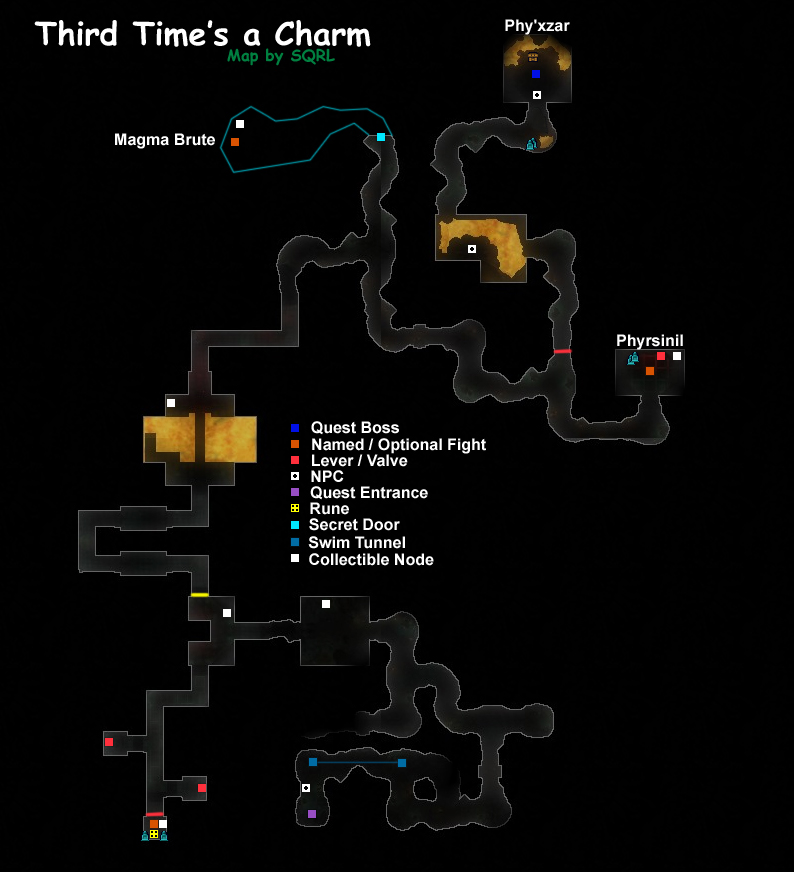 Third Time's a Charm
Map by SQRL
Phy'xzar
Magma Brute
Phyrsinil
Quest Boss
Named / Optional Fight
Lever / Valve
NPC
Quest Entrance
Rune
Secret Door
Swim Tunnel
Collectible Node